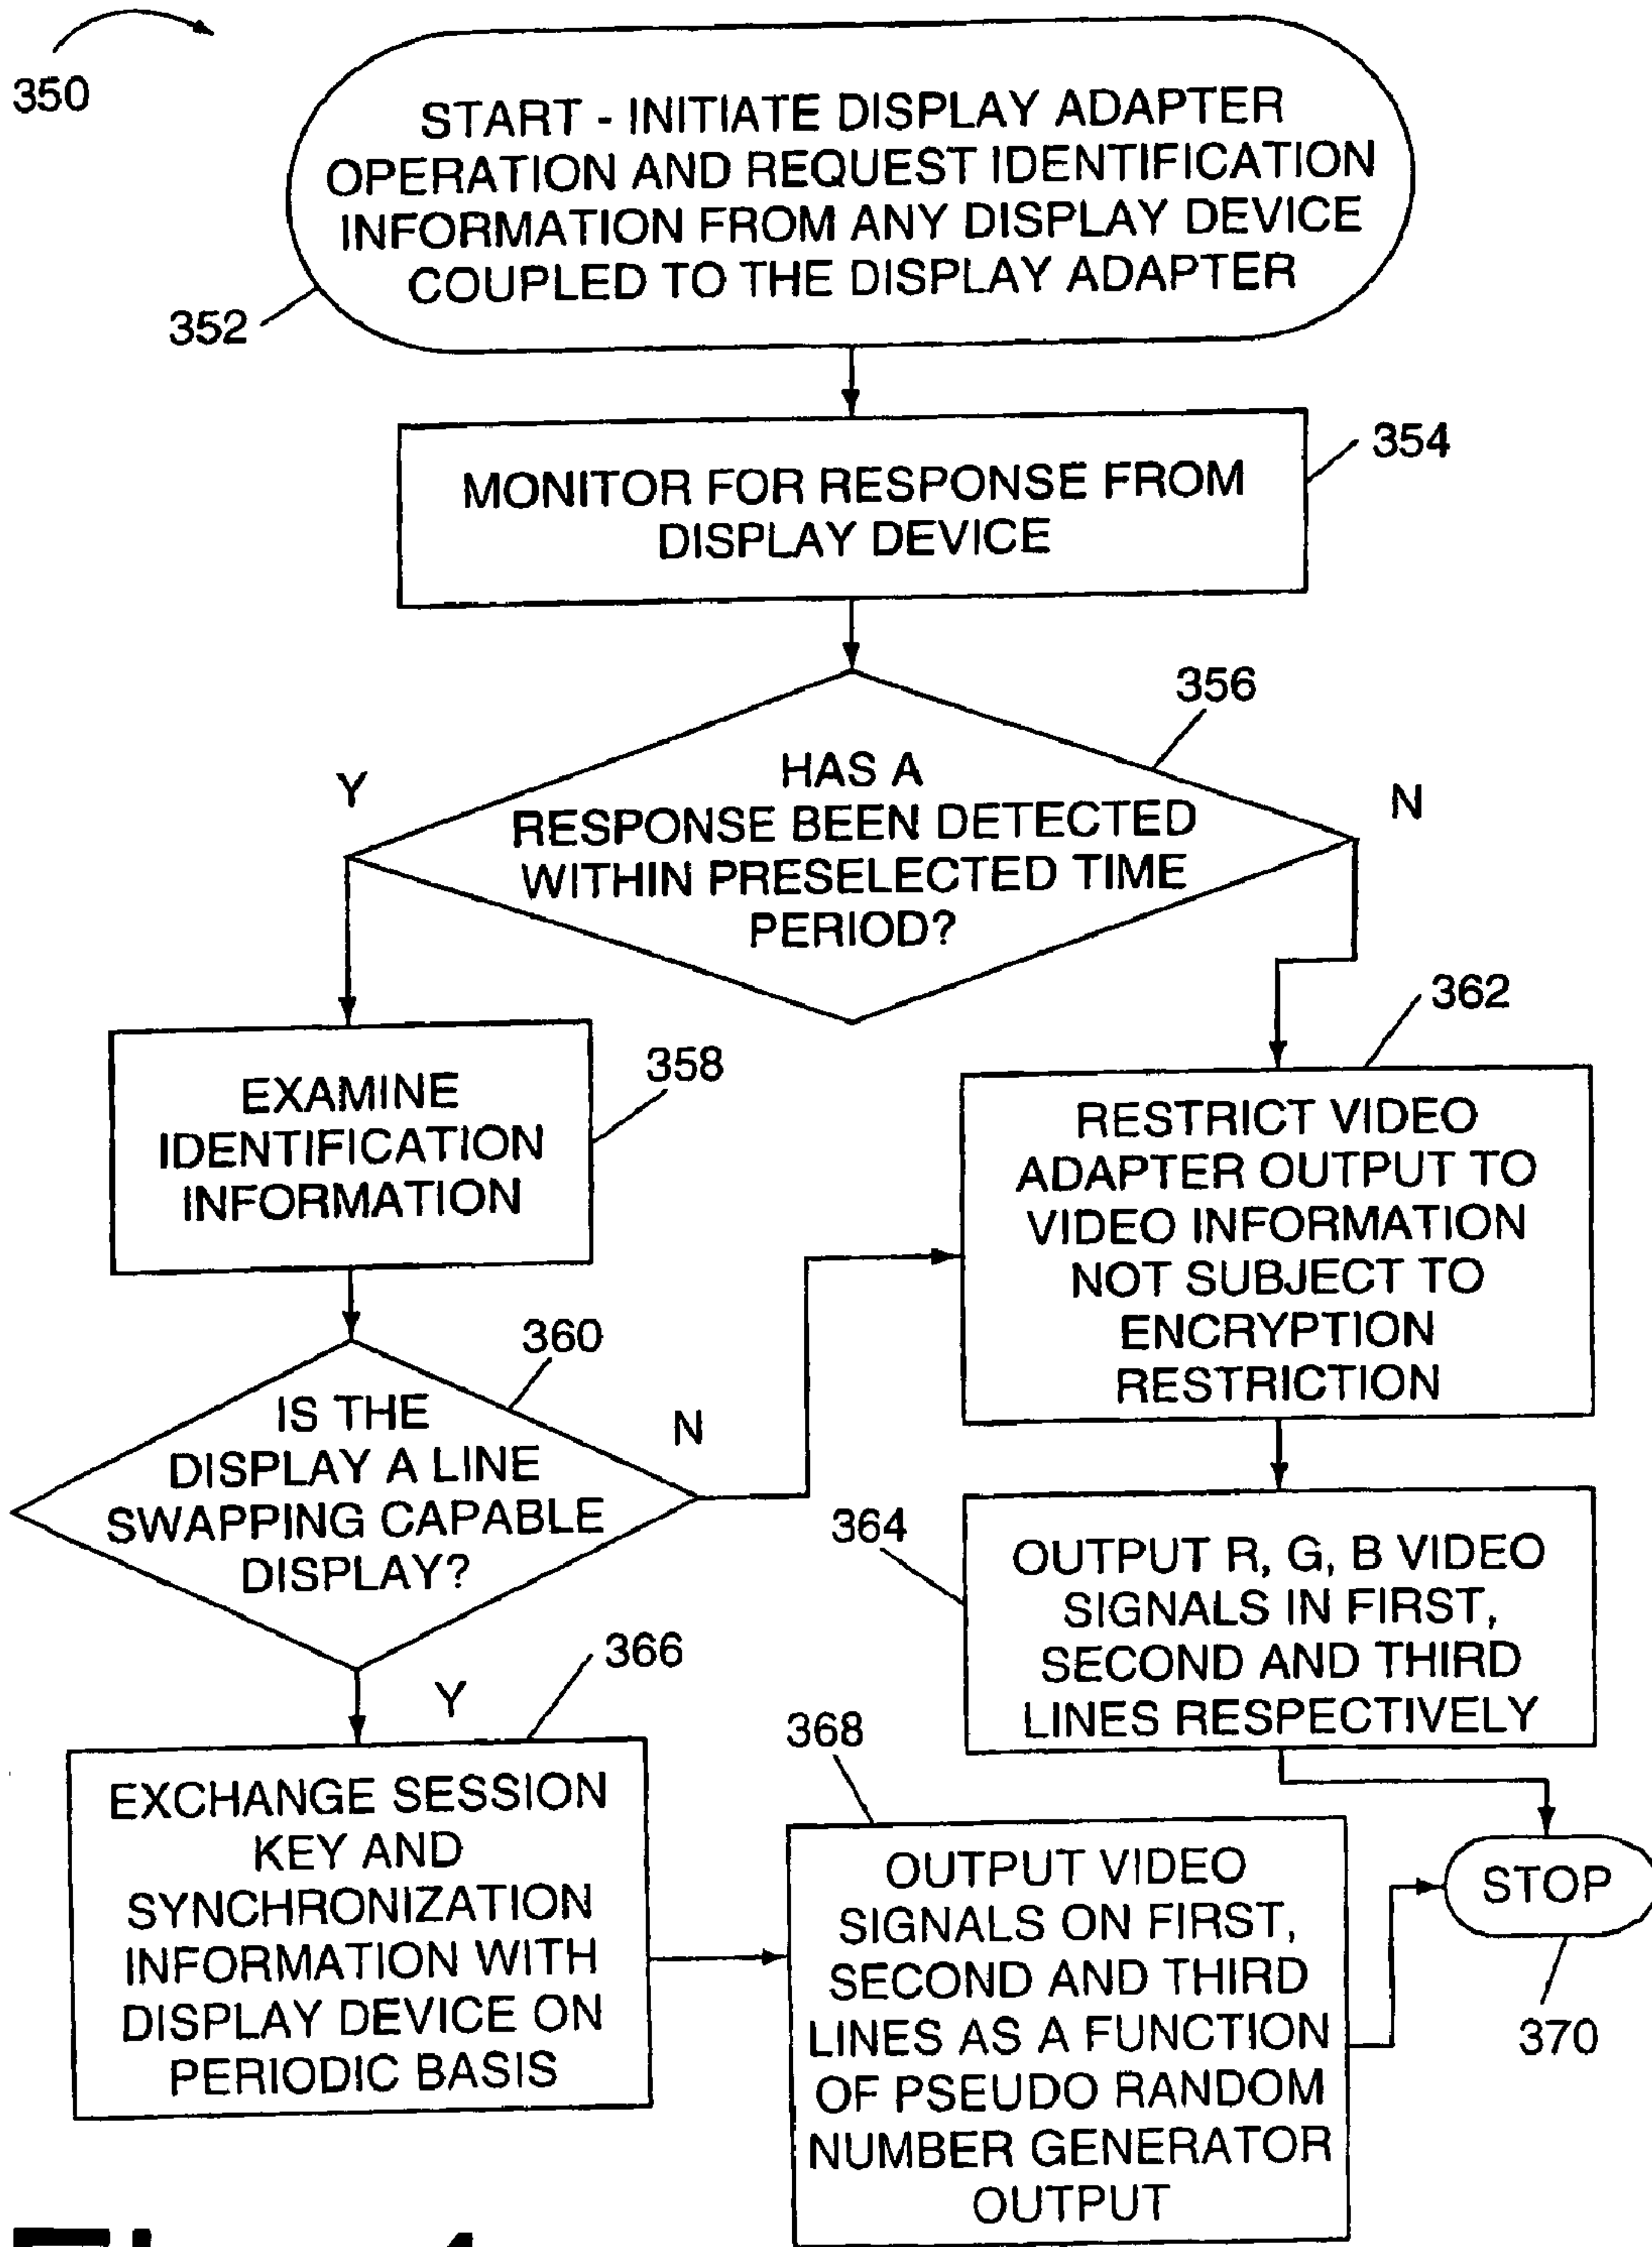 350
START - INITIATE DISPLAY ADAPTER
OPERATION AND REQUEST IDENTIFICATION
INFORMATION FROM ANY DISPLAY DEVICE
COUPLED TO THE DISPLAY ADAPTER
352
MONITOR FOR RESPONSE FROM
DISPLAY DEVICE
354
356
HAS A
RESPONSE BEEN DETECTED
WITHIN PRESELECTED TIME
PERIOD?
Y
N
EXAMINE
IDENTIFICATION
INFORMATION
358
362
RESTRICT VIDEO
ADAPTER OUTPUT TO
VIDEO INFORMATION
NOT SUBJECT TO
ENCRYPTION
RESTRICTION
360
IS THE
DISPLAY A LINE
SWAPPING CAPABLE
DISPLAY?
N
Y
364
OUTPUT R, G, B VIDEO
SIGNALS IN FIRST,
SECOND AND THIRD
LINES RESPECTIVELY
366
EXCHANGE SESSION
KEY AND
SYNCHRONIZATION
INFORMATION WITH
DISPLAY DEVICE ON
PERIODIC BASIS
368
OUTPUT VIDEO
SIGNALS ON FIRST,
SECOND AND THIRD
LINES AS A FUNCTION
OF PSEUDO RANDOM
NUMBER GENERATOR
OUTPUT
STOP
370